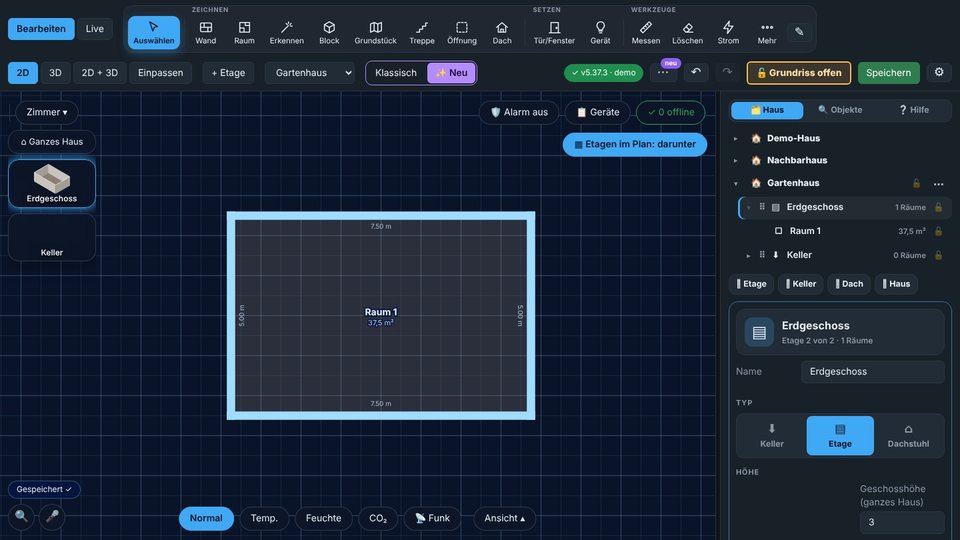 ZEICHNEN
SETZEN
WERKZEUGE
Bearbeiten
Live
Auswählen
Wand
Raum
Erkennen
Block
Grundstück
Treppe
Öffnung
Dach
Tür/Fenster
Gerät
Messen
Löschen
Strom
Mehr
2D
3D
2D + 3D
Einpassen
+ Etage
Gartenhaus
Klassisch
✨ Neu
✓ v5.37.3 · demo
neu
Grundriss offen
Speichern
Zimmer ▾
Alarm aus
Geräte
✓ 0 offline
Etagen im Plan: darunter
⌂ Ganzes Haus
Erdgeschoss
Keller
7.50 m
5.00 m
Raum 1
37,5 m²
5.00 m
7.50 m
Gespeichert ✓
Normal
Temp.
Feuchte
CO₂
Funk
Ansicht ▴
Haus
Objekte
Hilfe
Demo-Haus
Nachbarhaus
Gartenhaus
Erdgeschoss
1 Räume
Raum 1
37,5 m²
Keller
0 Räume
Etage
Keller
Dach
Haus
Erdgeschoss
Etage 2 von 2 · 1 Räume
Name
Erdgeschoss
TYP
Keller
Etage
Dachstuhl
HÖHE
Geschosshöhe
(ganzes Haus)
3